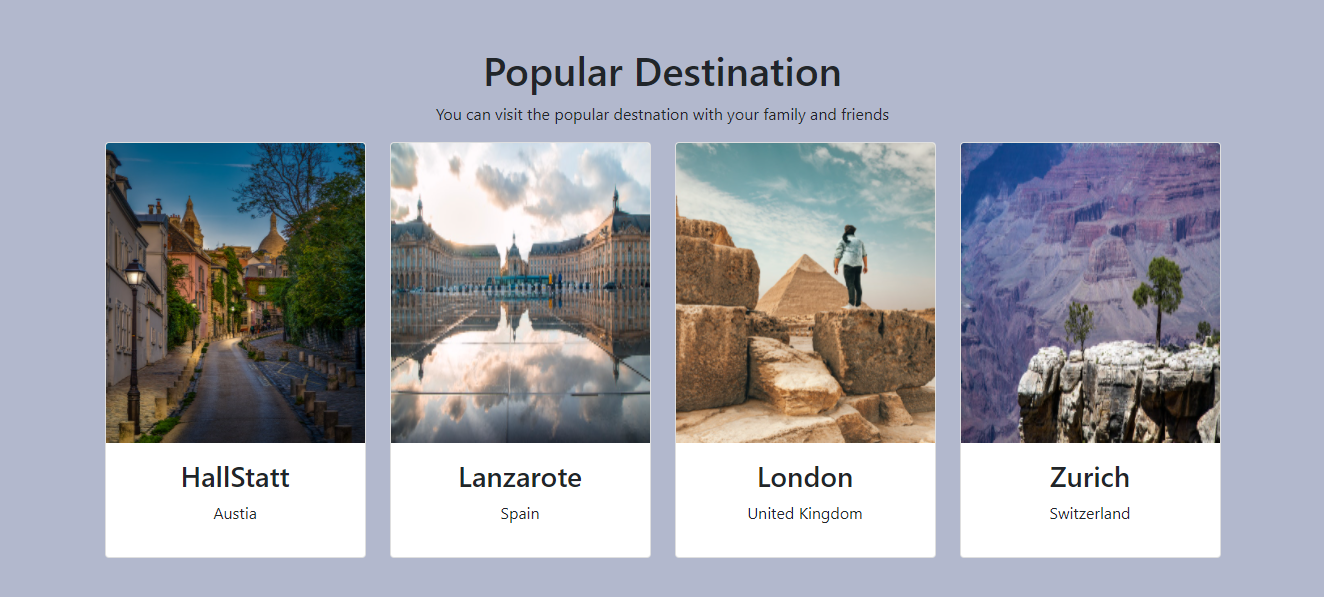 Popular Destination
You can visit the popular destnation with your family and friends
HallStatt
Austia
Lanzarote
Spain
London
United Kingdom
Zurich
Switzerland